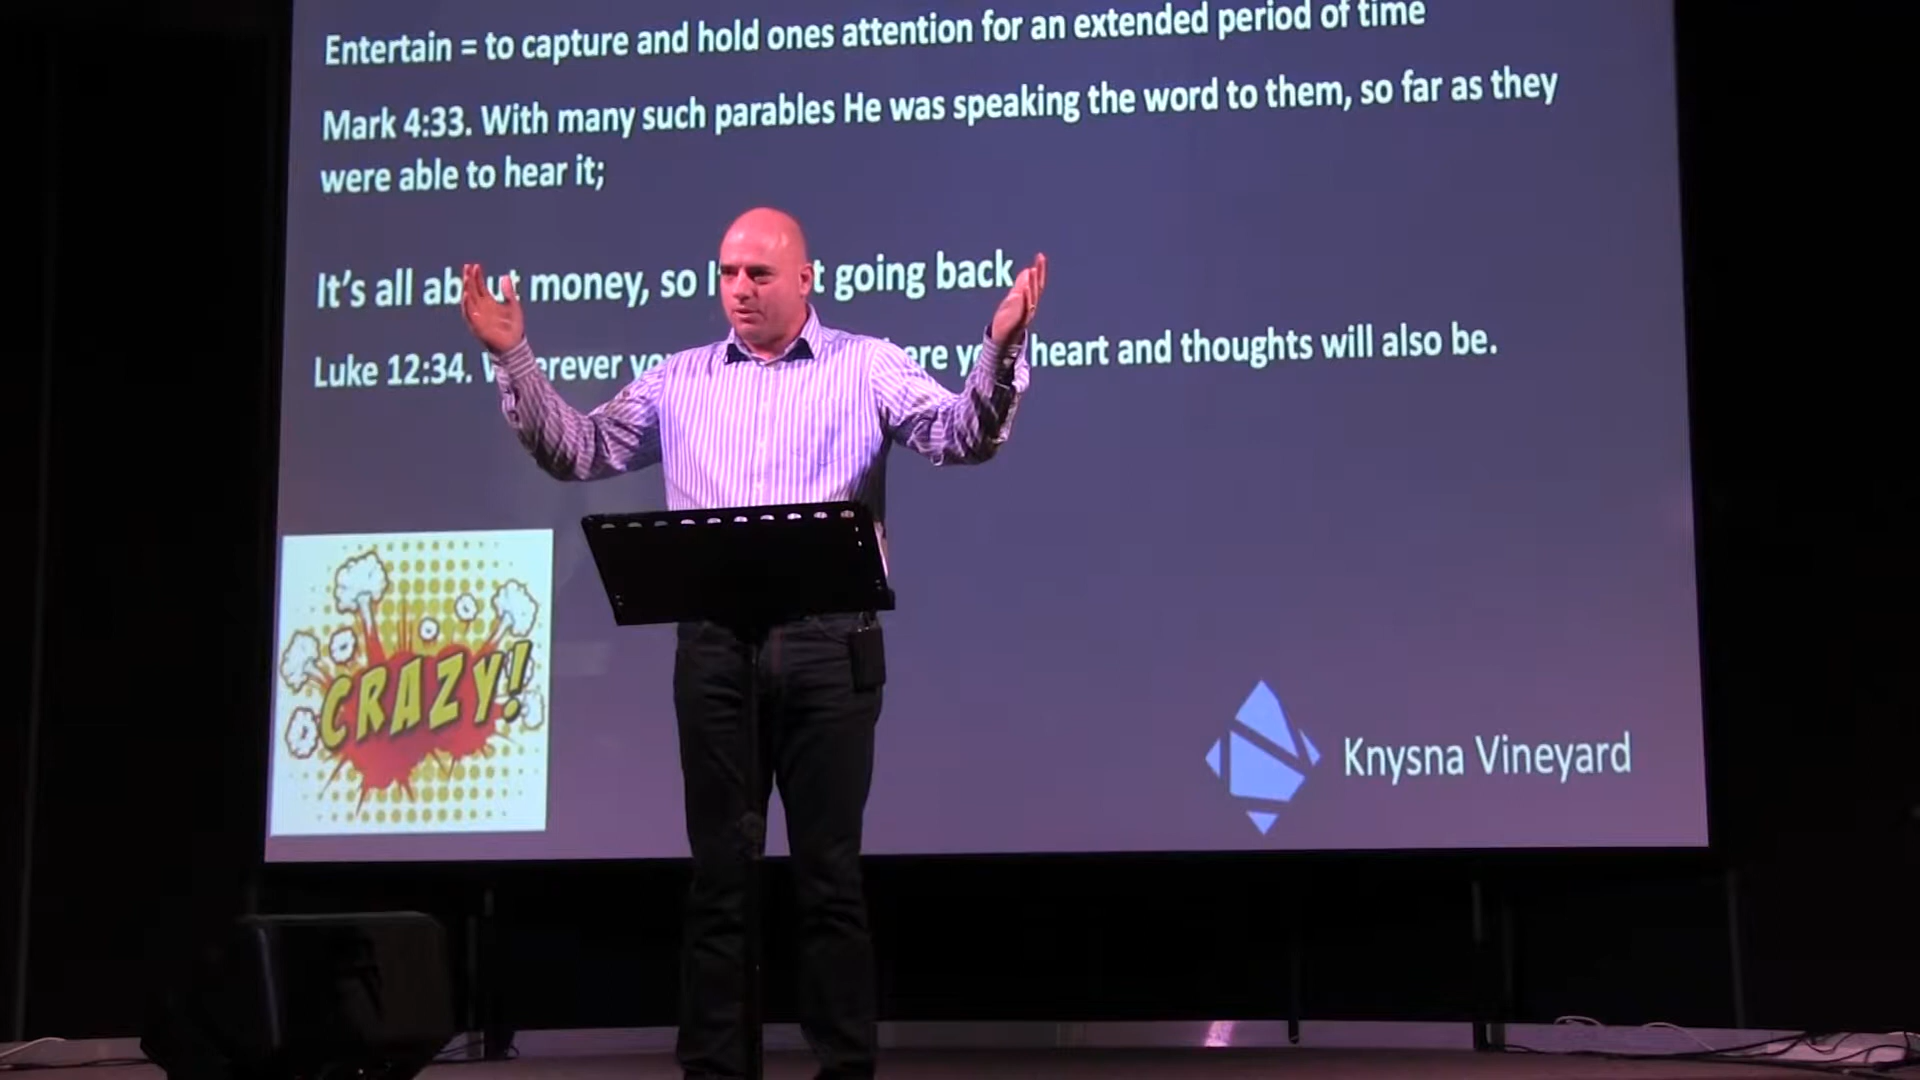 Entertain = to capture and hold ones attention for an extended period of time
Mark 4:33. With many such parables He was speaking the word to them, so far as they
were able to hear it;
It's all about money, so going back
Luke 12:34. Wherever heart and thoughts will also be.
CRAZY!
Knysna Vineyard